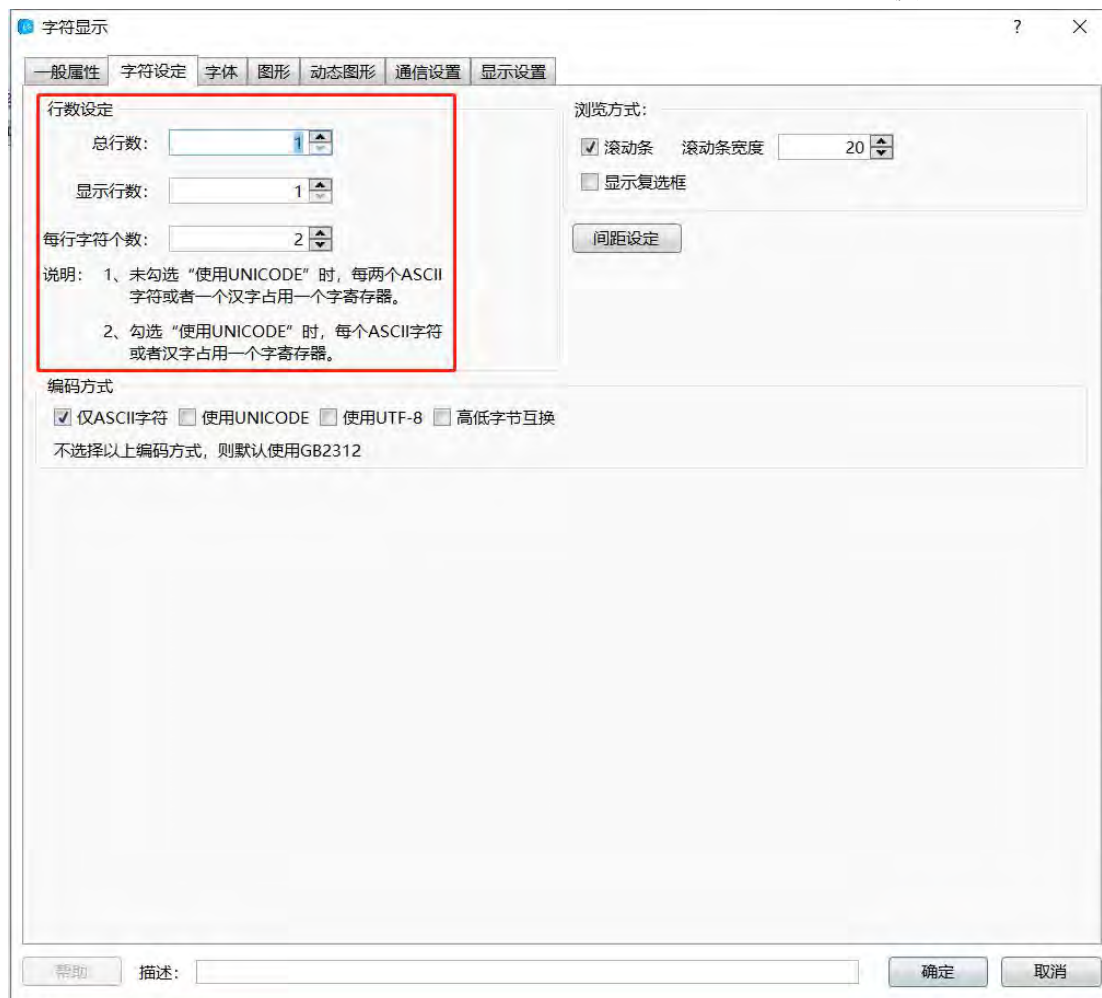 字符显示
?
一般属性 字符设定 字体 图形 动态图形 通信设置 显示设置
行数设定
总行数: 1
显示行数: 1
每行字符个数: 2
说明: 1、未勾选“使用UNICODE”时,每两个ASCII
字符或者一个汉字占用一个字寄存器。
2、勾选“使用UNICODE”时,每个ASCII字符
或者汉字占用一个字寄存器。
浏览方式:
滚动条 滚动条宽度 20
显示复选框
间距设定
编码方式
仅ASCII字符 使用UNICODE 使用UTF-8 高低字节互换
不选择以上编码方式,则默认使用GB2312
帮助 描述: 确定 取消